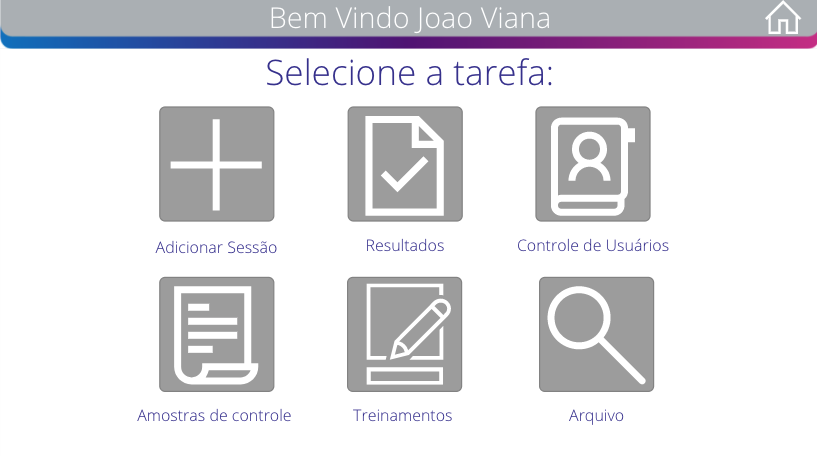 Bem Vindo Joao Viana
Selecione a tarefa:
Adicionar Sessão
Resultados
Controle de Usuários
Amostras de controle
Treinamentos
Arquivo